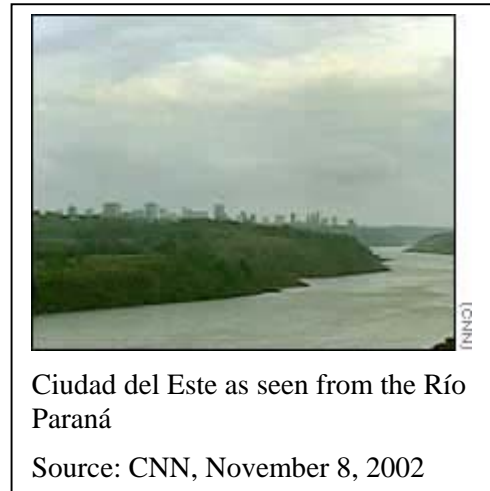 [CNN]
Ciudad del Este as seen from the Río
Paraná
Source: CNN, November 8, 2002